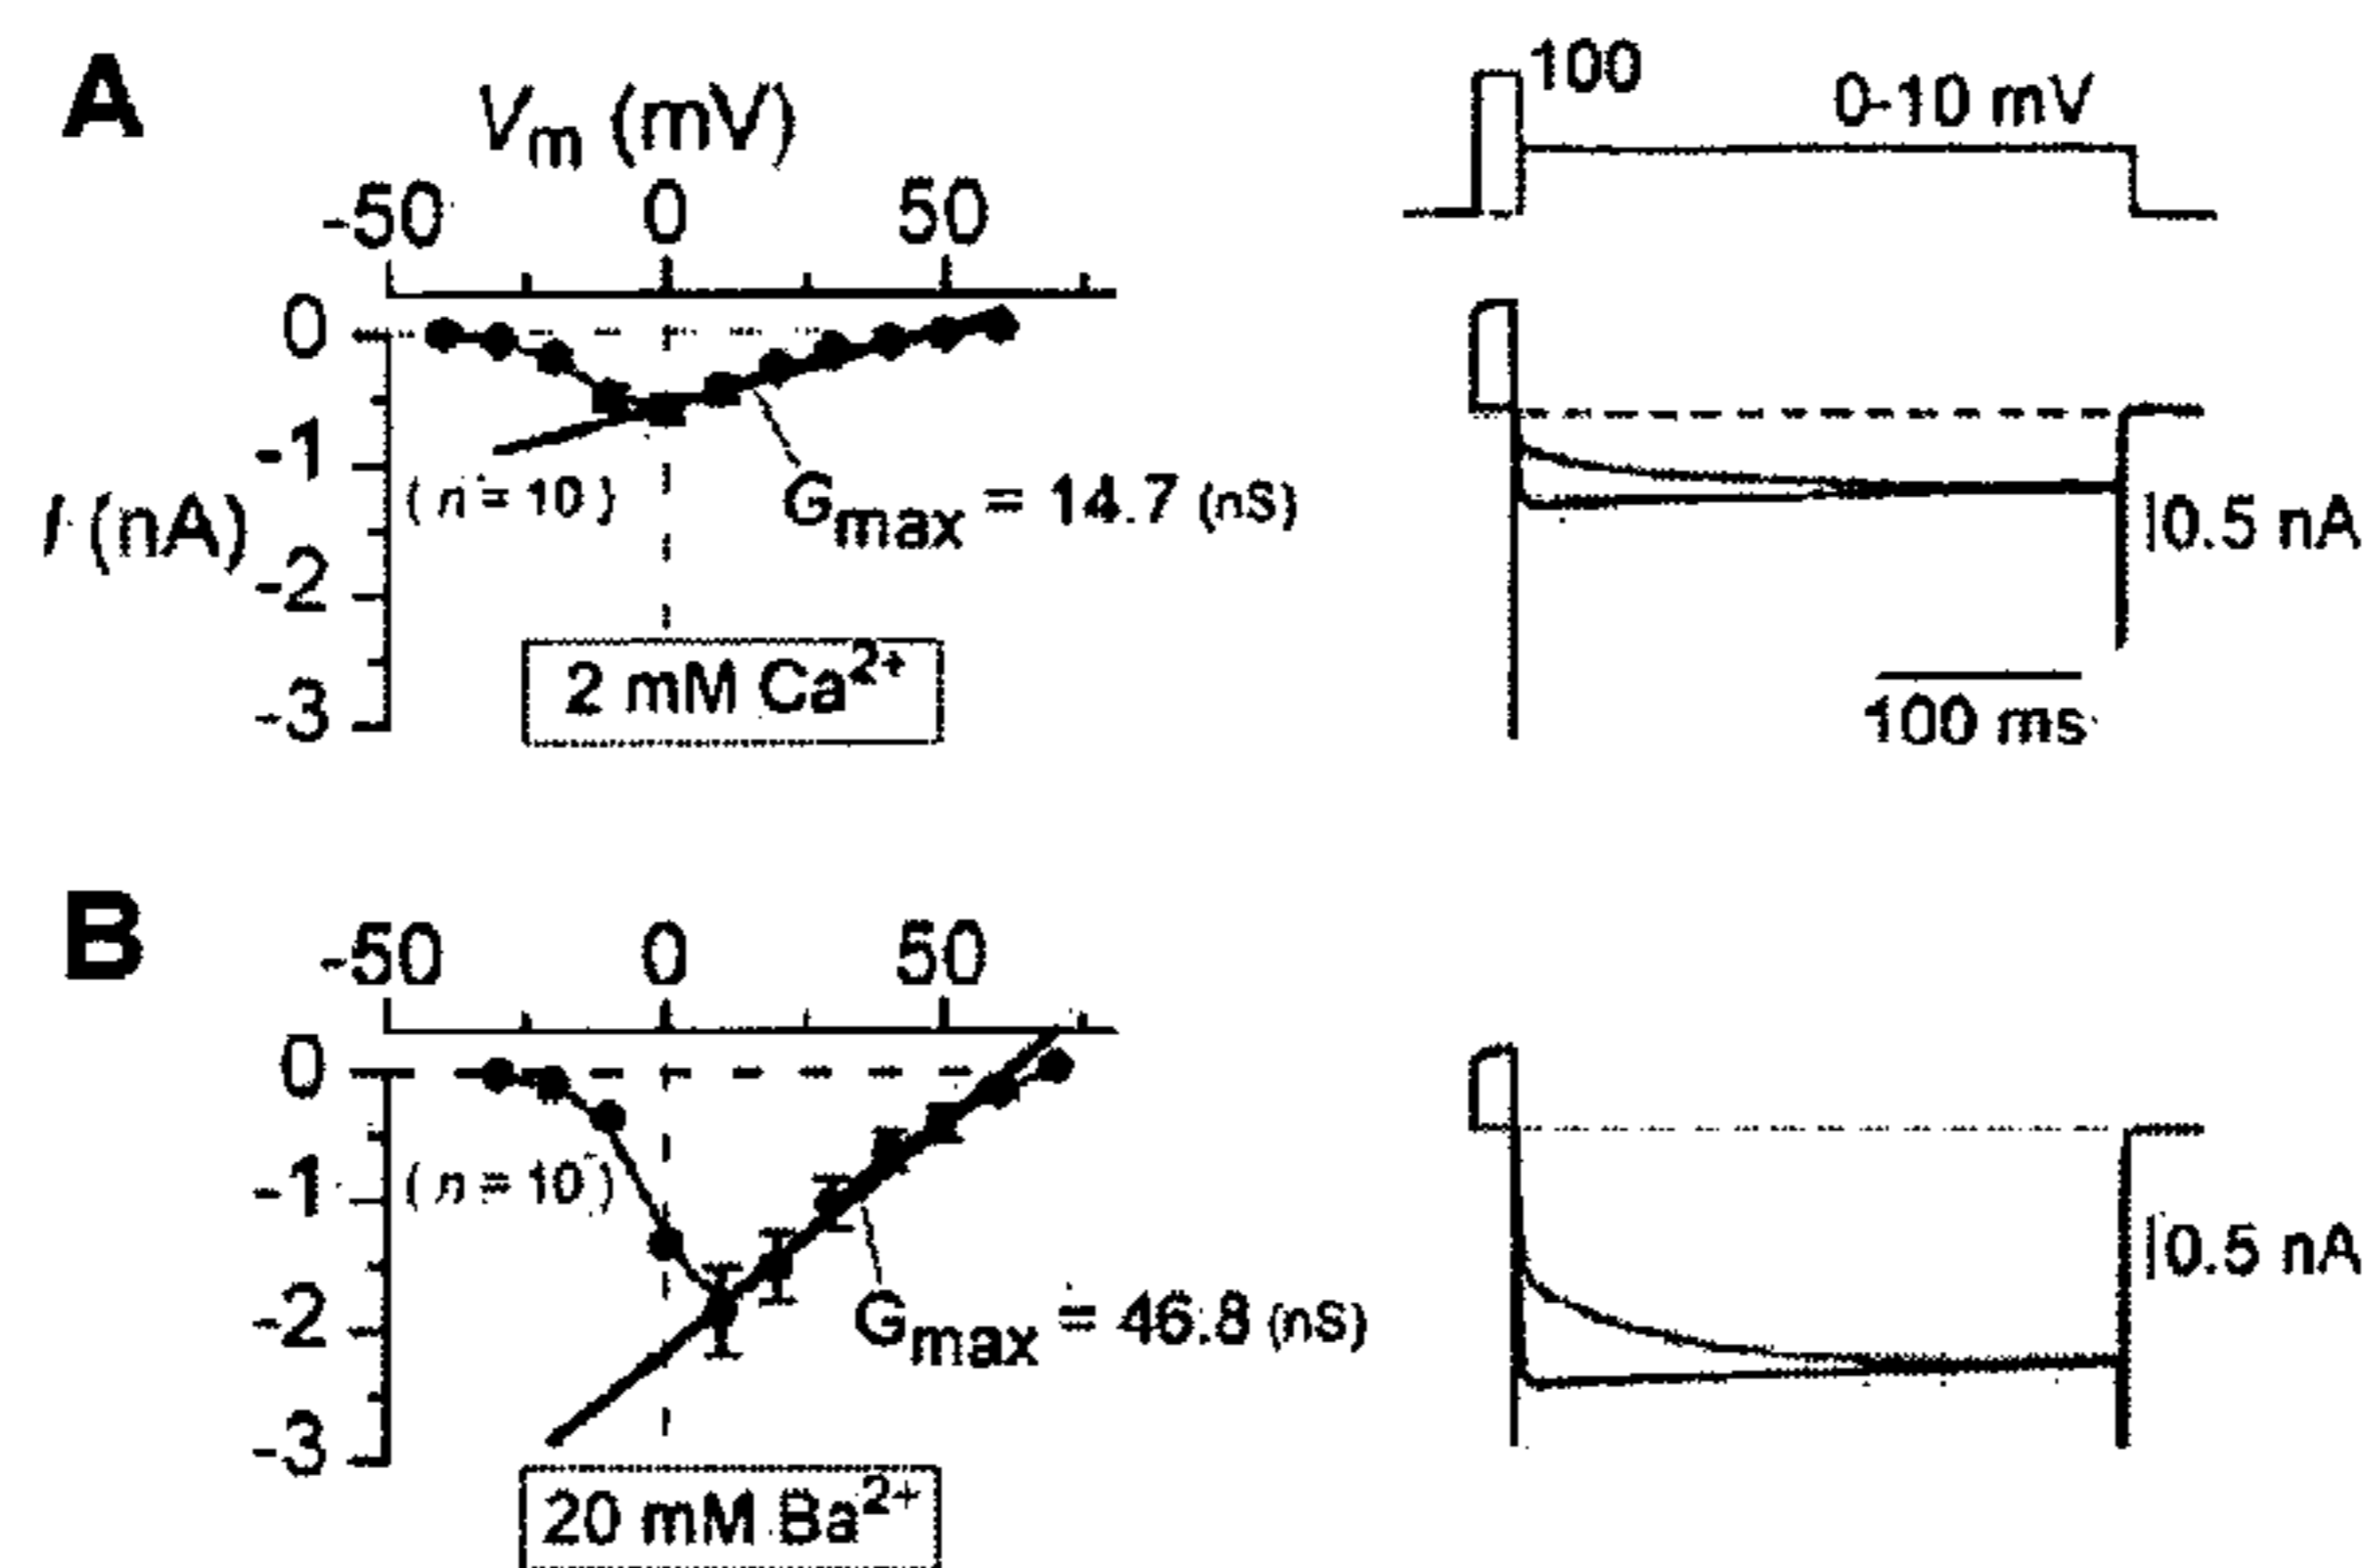 A
Vm (mV)
-50 0 50
0
-1
-2
-3
I (nA)
( n = 10 )
Gmax = 14.7 (nS)
2 mM Ca2+
100
0-10 mV
0.5 nA
100 ms
B
-50 0 50
0
-1
-2
-3
( n = 10 )
Gmax = 46.8 (nS)
20 mM Ba2+
0.5 nA